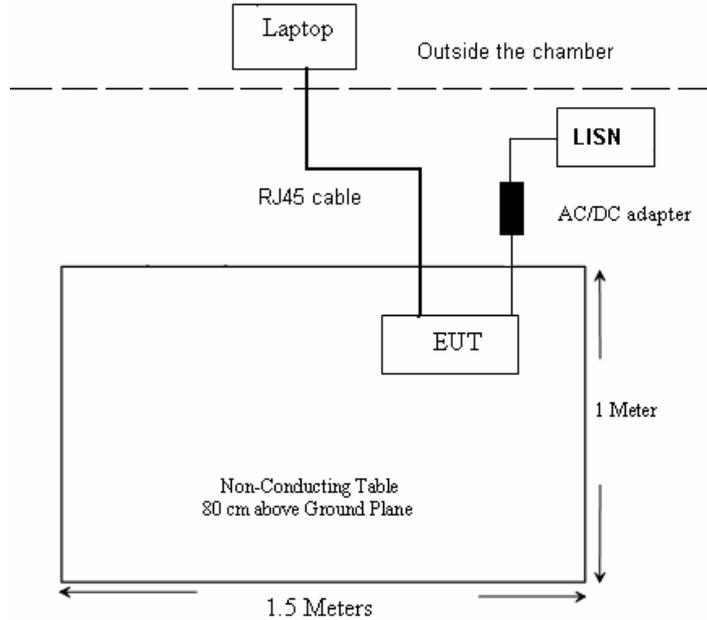 Laptop
Outside the chamber
LISN
RJ45 cable
AC/DC adapter
EUT
1 Meter
Non-Conducting Table
80 cm above Ground Plane
1.5 Meters